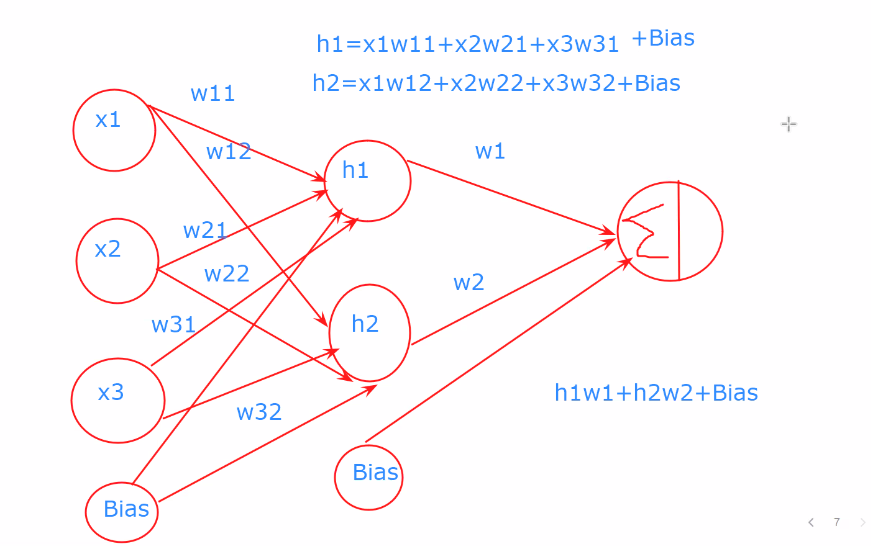 h1=x1w11+x2w21+x3w31 +Bias
h2=x1w12+x2w22+x3w32+Bias
w11
x1
w12
w1
h1
w21
x2
w22
w2
Σ
w31
h2
x3
w32
h1w1+h2w2+Bias
Bias
Bias
7